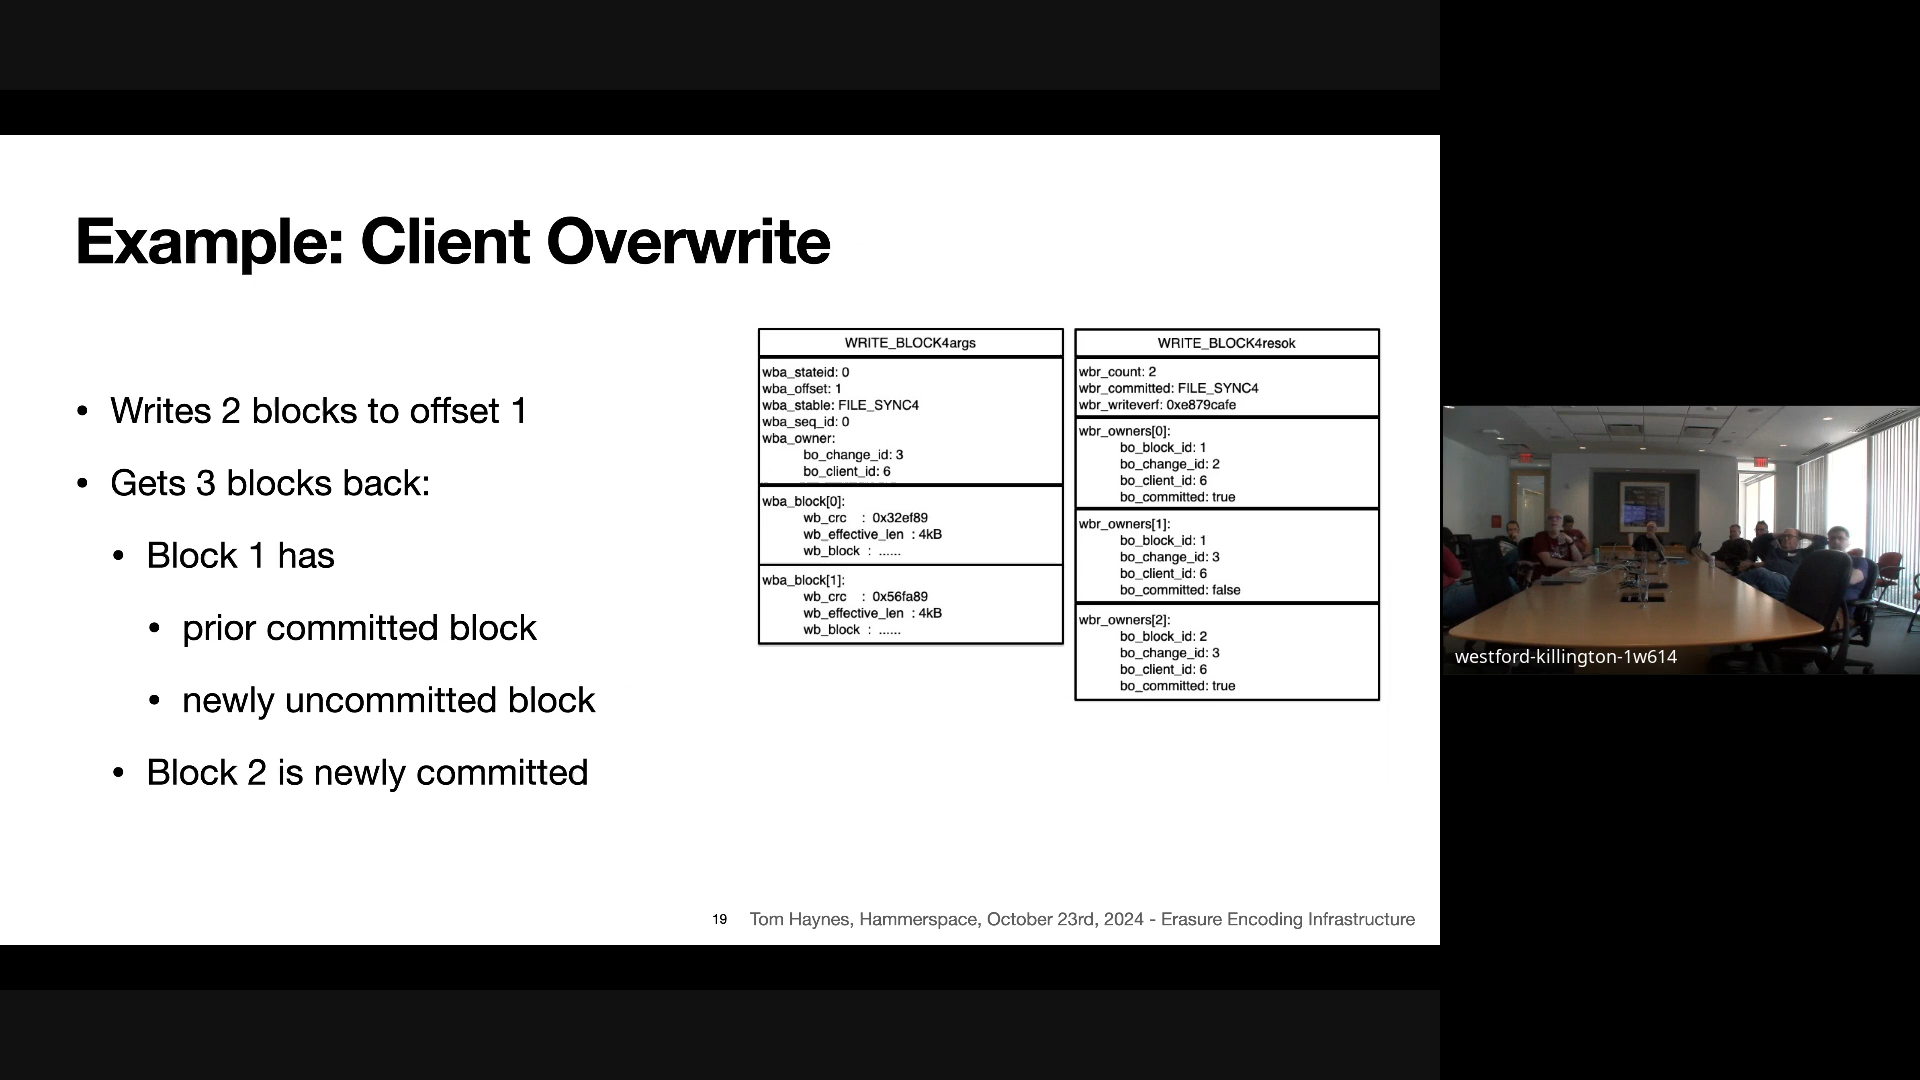 Example: Client Overwrite
• Writes 2 blocks to offset 1
• Gets 3 blocks back:
• Block 1 has
• prior committed block
• newly uncommitted block
• Block 2 is newly committed
WRITE_BLOCK4args
wba_stateid: 0
wba_offset: 1
wba_stable: FILE_SYNC4
wba_seq_id: 0
wba_owner:
bo_change_id: 3
bo_client_id: 6
wba_block[0]:
wb_crc : 0x32ef89
wb_effective_len : 4kB
wb_block : ......
wba_block[1]:
wb_crc : 0x56fa89
wb_effective_len : 4kB
wb_block : ......
WRITE_BLOCK4resok
wbr_count: 2
wbr_committed: FILE_SYNC4
wbr_writeverf: 0xe879cafe
wbr_owners[0]:
bo_block_id: 1
bo_change_id: 2
bo_client_id: 6
bo_committed: true
wbr_owners[1]:
bo_block_id: 1
bo_change_id: 3
bo_client_id: 6
bo_committed: false
wbr_owners[2]:
bo_block_id: 2
bo_change_id: 3
bo_client_id: 6
bo_committed: true
19 Tom Haynes, Hammerspace, October 23rd, 2024 - Erasure Encoding Infrastructure
westford-killington-1w614